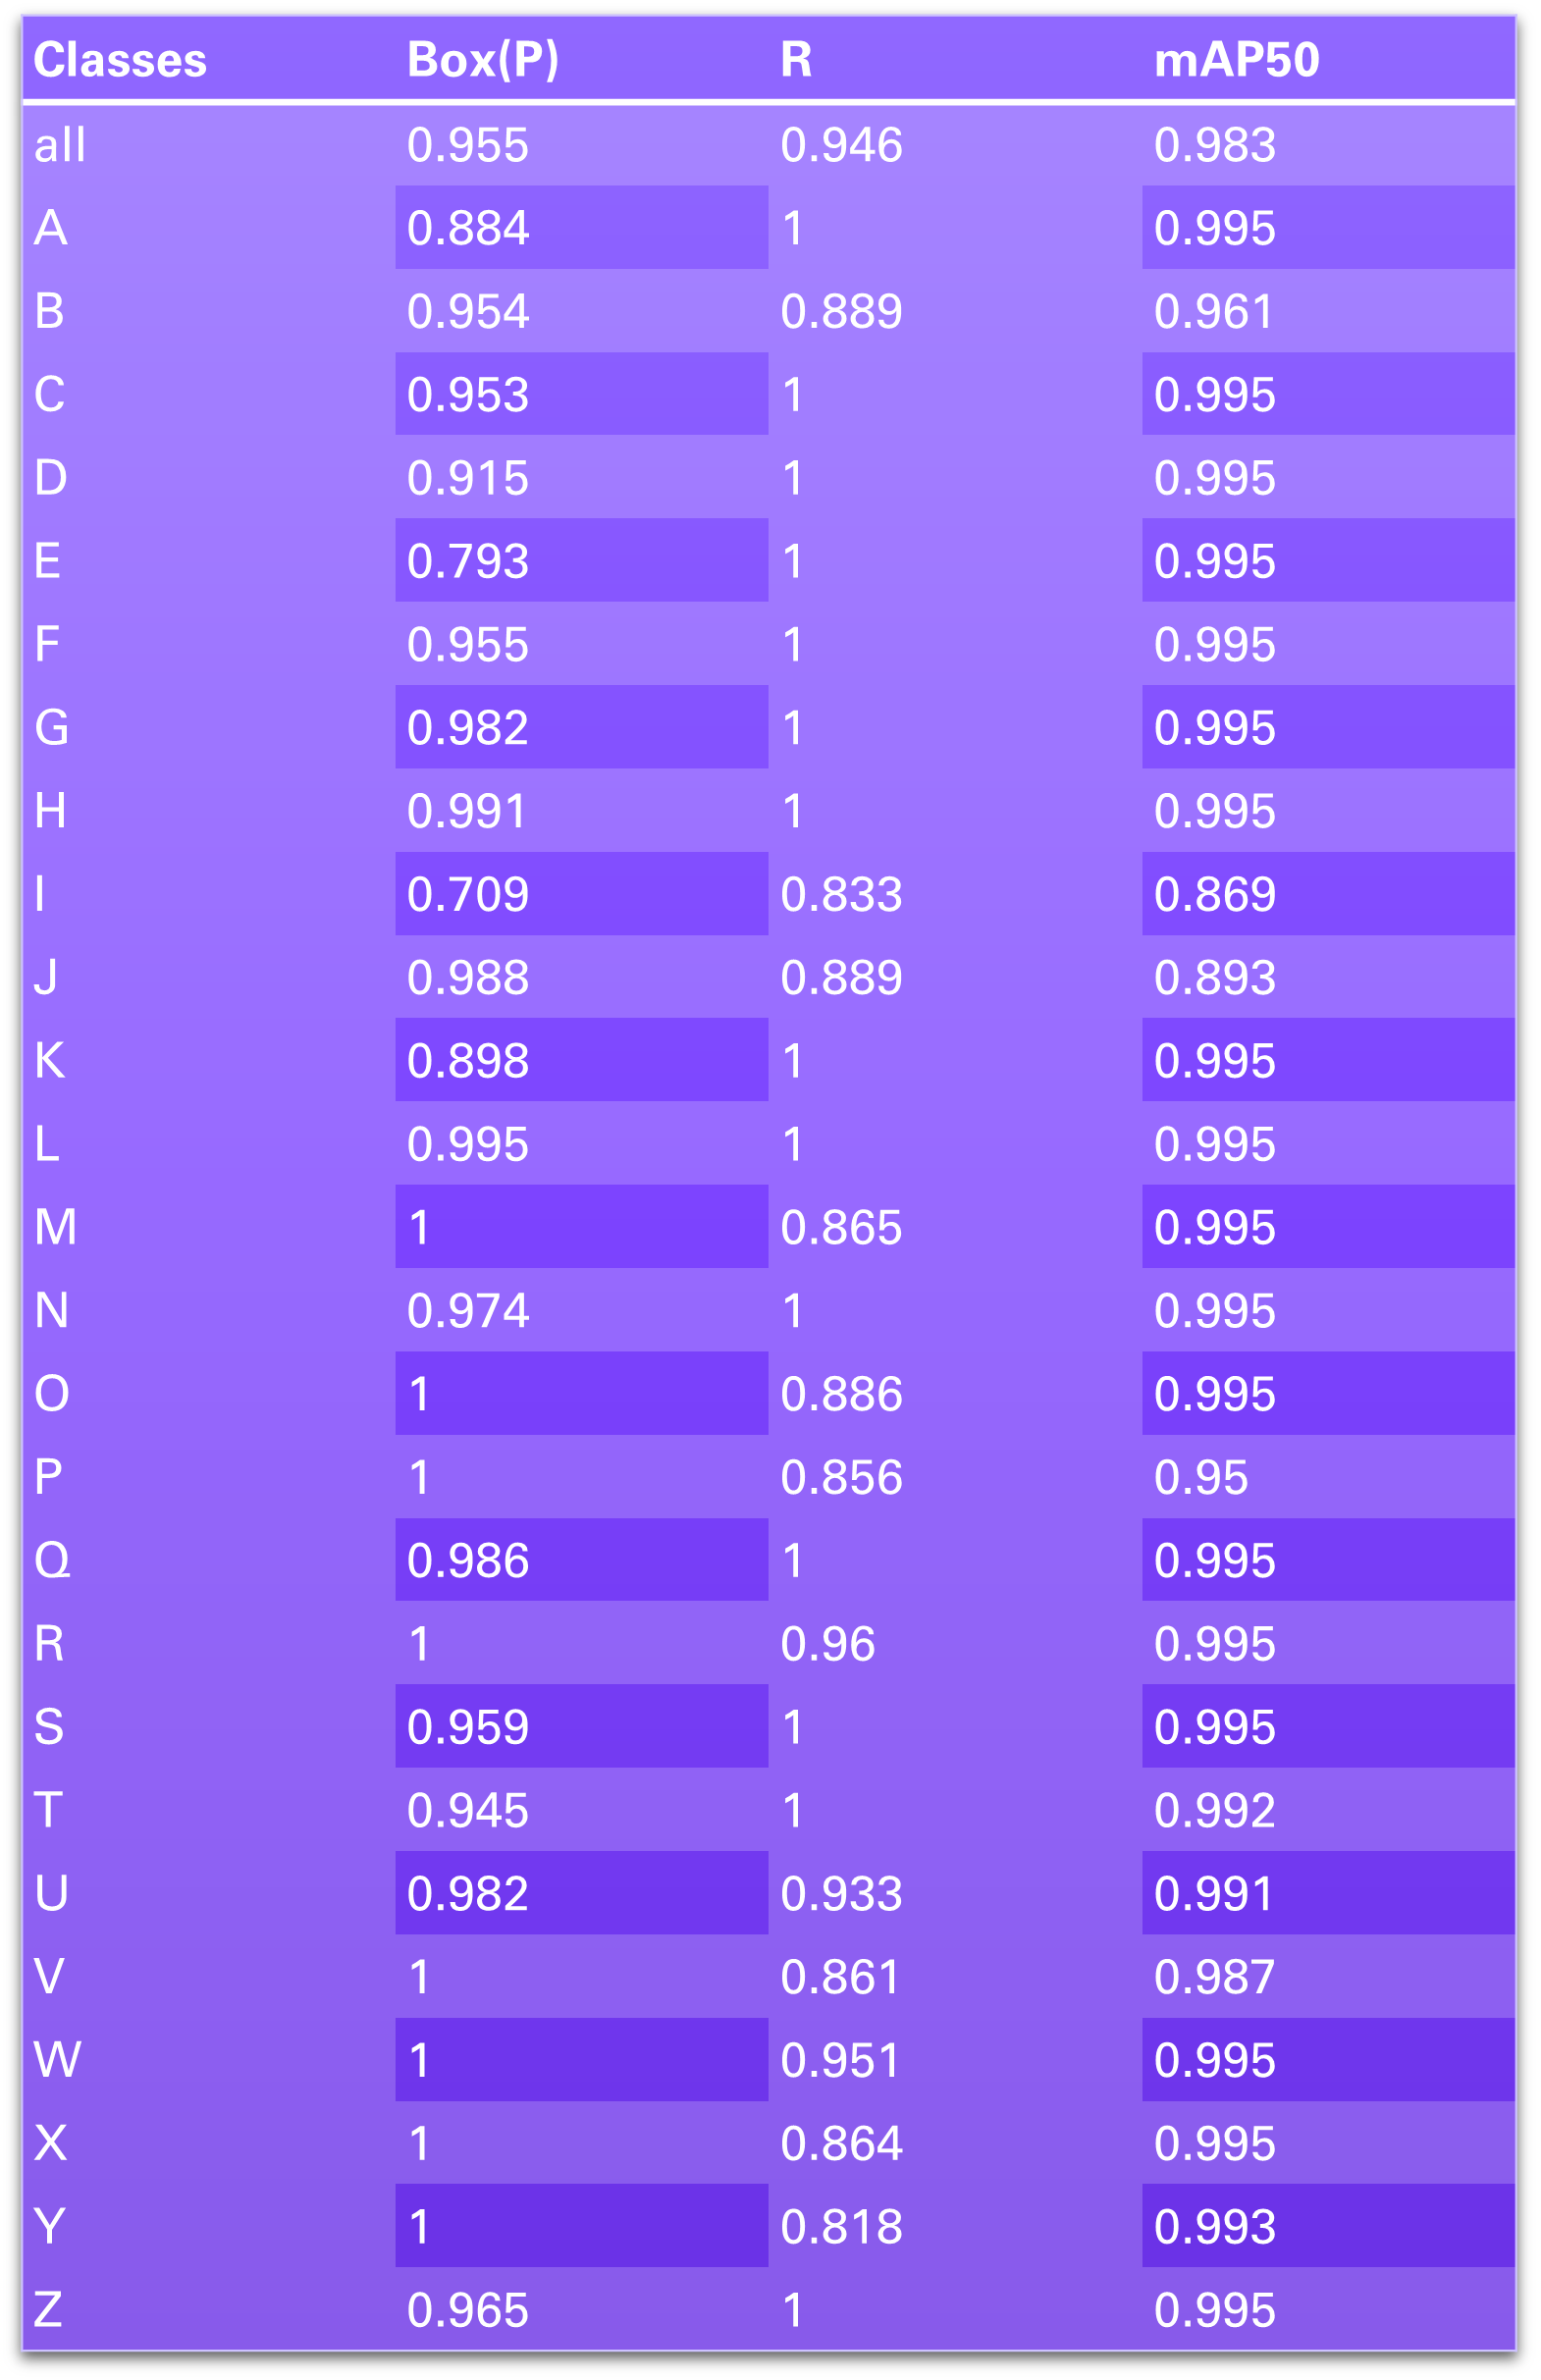 Classes Box(P) R mAP50
all 0.955 0.946 0.983
A 0.884 1 0.995
B 0.954 0.889 0.961
C 0.953 1 0.995
D 0.915 1 0.995
E 0.793 1 0.995
F 0.955 1 0.995
G 0.982 1 0.995
H 0.991 1 0.995
I 0.709 0.833 0.869
J 0.988 0.889 0.893
K 0.898 1 0.995
L 0.995 1 0.995
M 1 0.865 0.995
N 0.974 1 0.995
O 1 0.886 0.995
P 1 0.856 0.95
Q 0.986 1 0.995
R 1 0.96 0.995
S 0.959 1 0.995
T 0.945 1 0.992
U 0.982 0.933 0.991
V 1 0.861 0.987
W 1 0.951 0.995
X 1 0.864 0.995
Y 1 0.818 0.993
Z 0.965 1 0.995